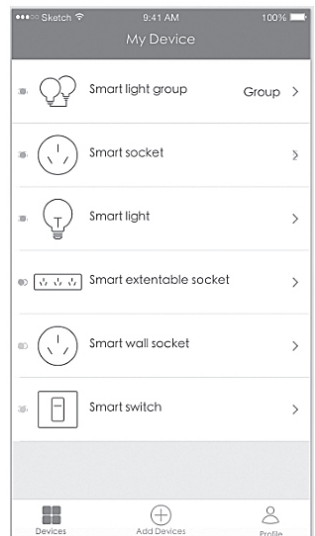 Sketch 9:41 AM 100%
My Device
Smart light group Group
Smart socket
Smart light
Smart extentable socket
Smart wall socket
Smart switch
Devices Add Devices Profile